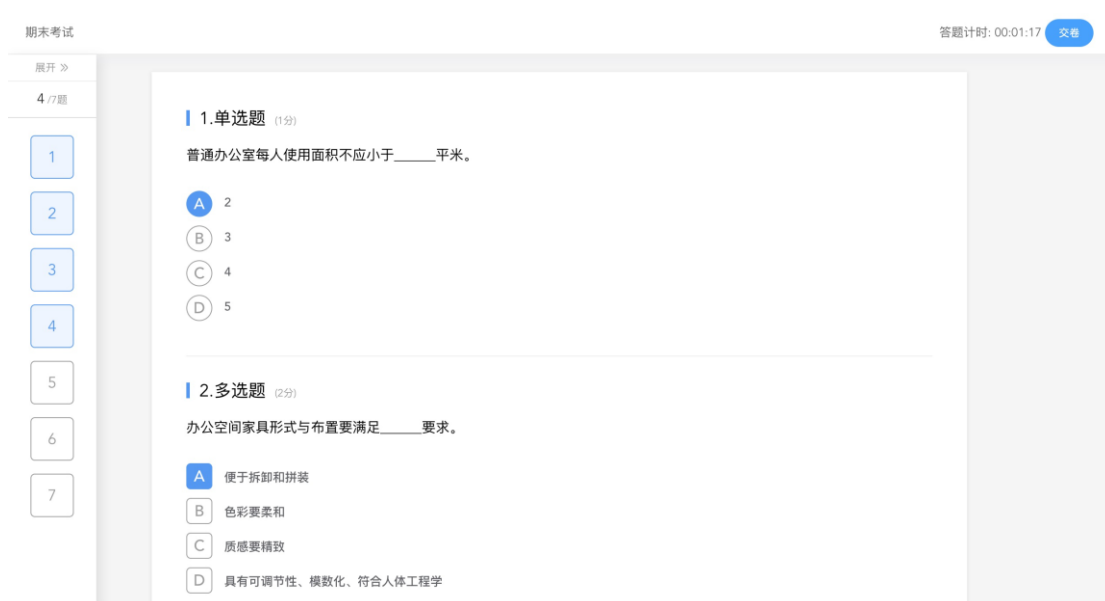 期末考试
答题计时: 00:01:17 交卷
展开 »
4 /7题
1
2
3
4
5
6
7
1.单选题 (1分)
普通办公室每人使用面积不应小于______平米。
A 2
B 3
C 4
D 5
2.多选题 (2分)
办公空间家具形式与布置要满足______要求。
A 便于拆卸和拼装
B 色彩要柔和
C 质感要精致
D 具有可调节性、模数化、符合人体工程学